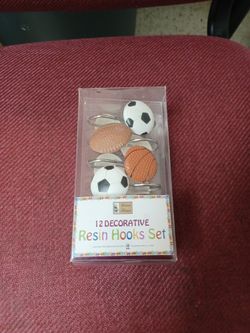 12 DECORATIVE
Resin Hooks Set